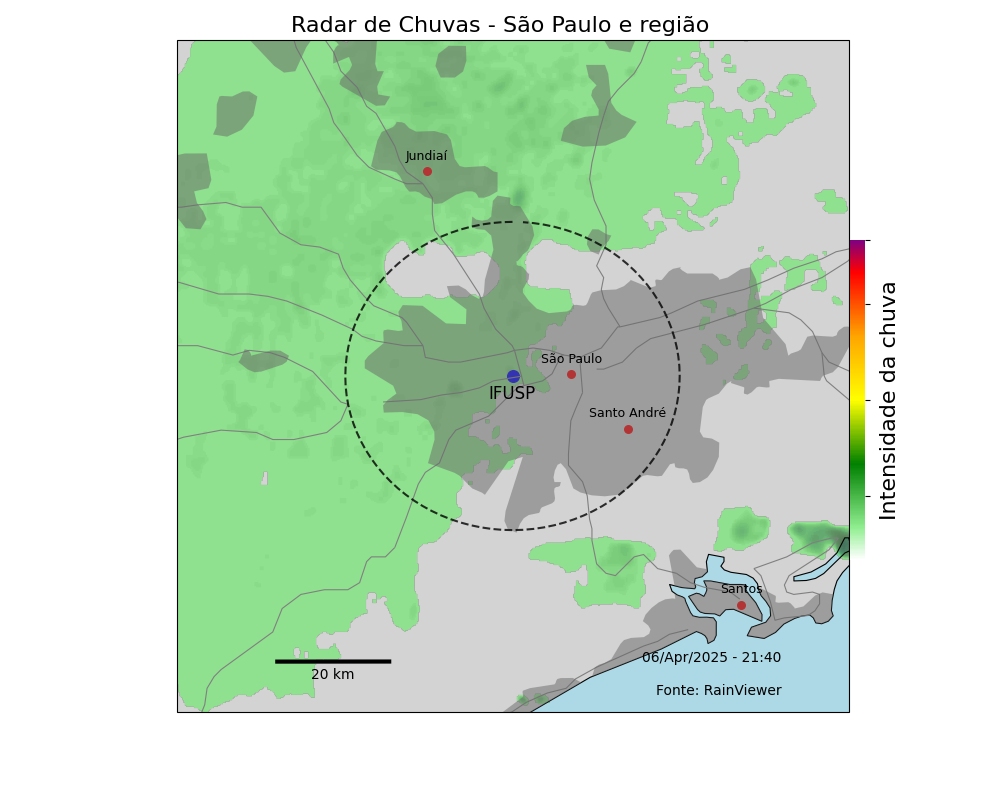 Radar de Chuvas - São Paulo e região
Jundiaí
São Paulo
IFUSP
Santo André
Intensidade da chuva
Santos
06/Apr/2025 - 21:40
20 km
Fonte: RainViewer